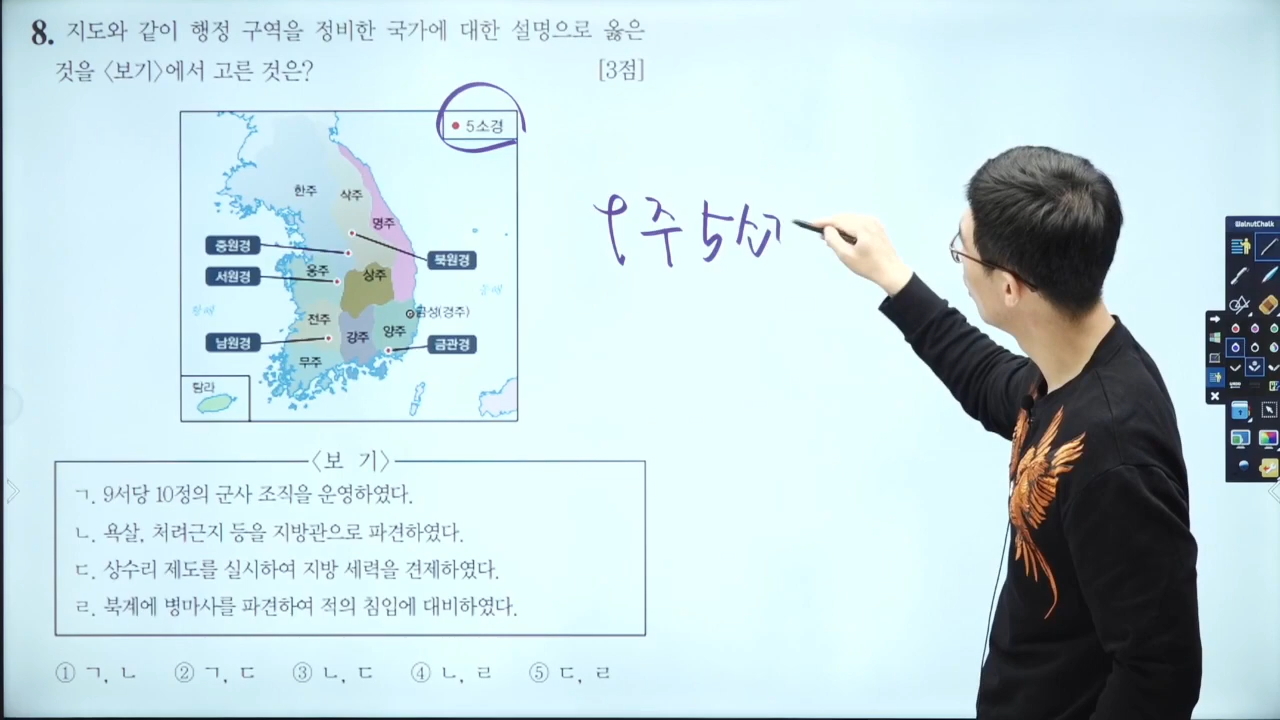 8. 지도와 같이 행정 구역을 정비한 국가에 대한 설명으로 옳은
것을 〈보기〉에서 고른 것은? [3점]
5소경
한주
삭주
명주
중원경
북원경
서원경
웅주
상주
동해
황해
금성(경주)
전주
강주
양주
남원경
금관경
무주
탐라
9주 5소
〈보 기〉
ㄱ. 9서당 10정의 군사 조직을 운영하였다.
ㄴ. 욕살, 처려근지 등을 지방관으로 파견하였다.
ㄷ. 상수리 제도를 실시하여 지방 세력을 견제하였다.
ㄹ. 북계에 병마사를 파견하여 적의 침입에 대비하였다.
① ㄱ, ㄴ ② ㄱ, ㄷ ③ ㄴ, ㄷ ④ ㄴ, ㄹ ⑤ ㄷ, ㄹ
WalnutChalk